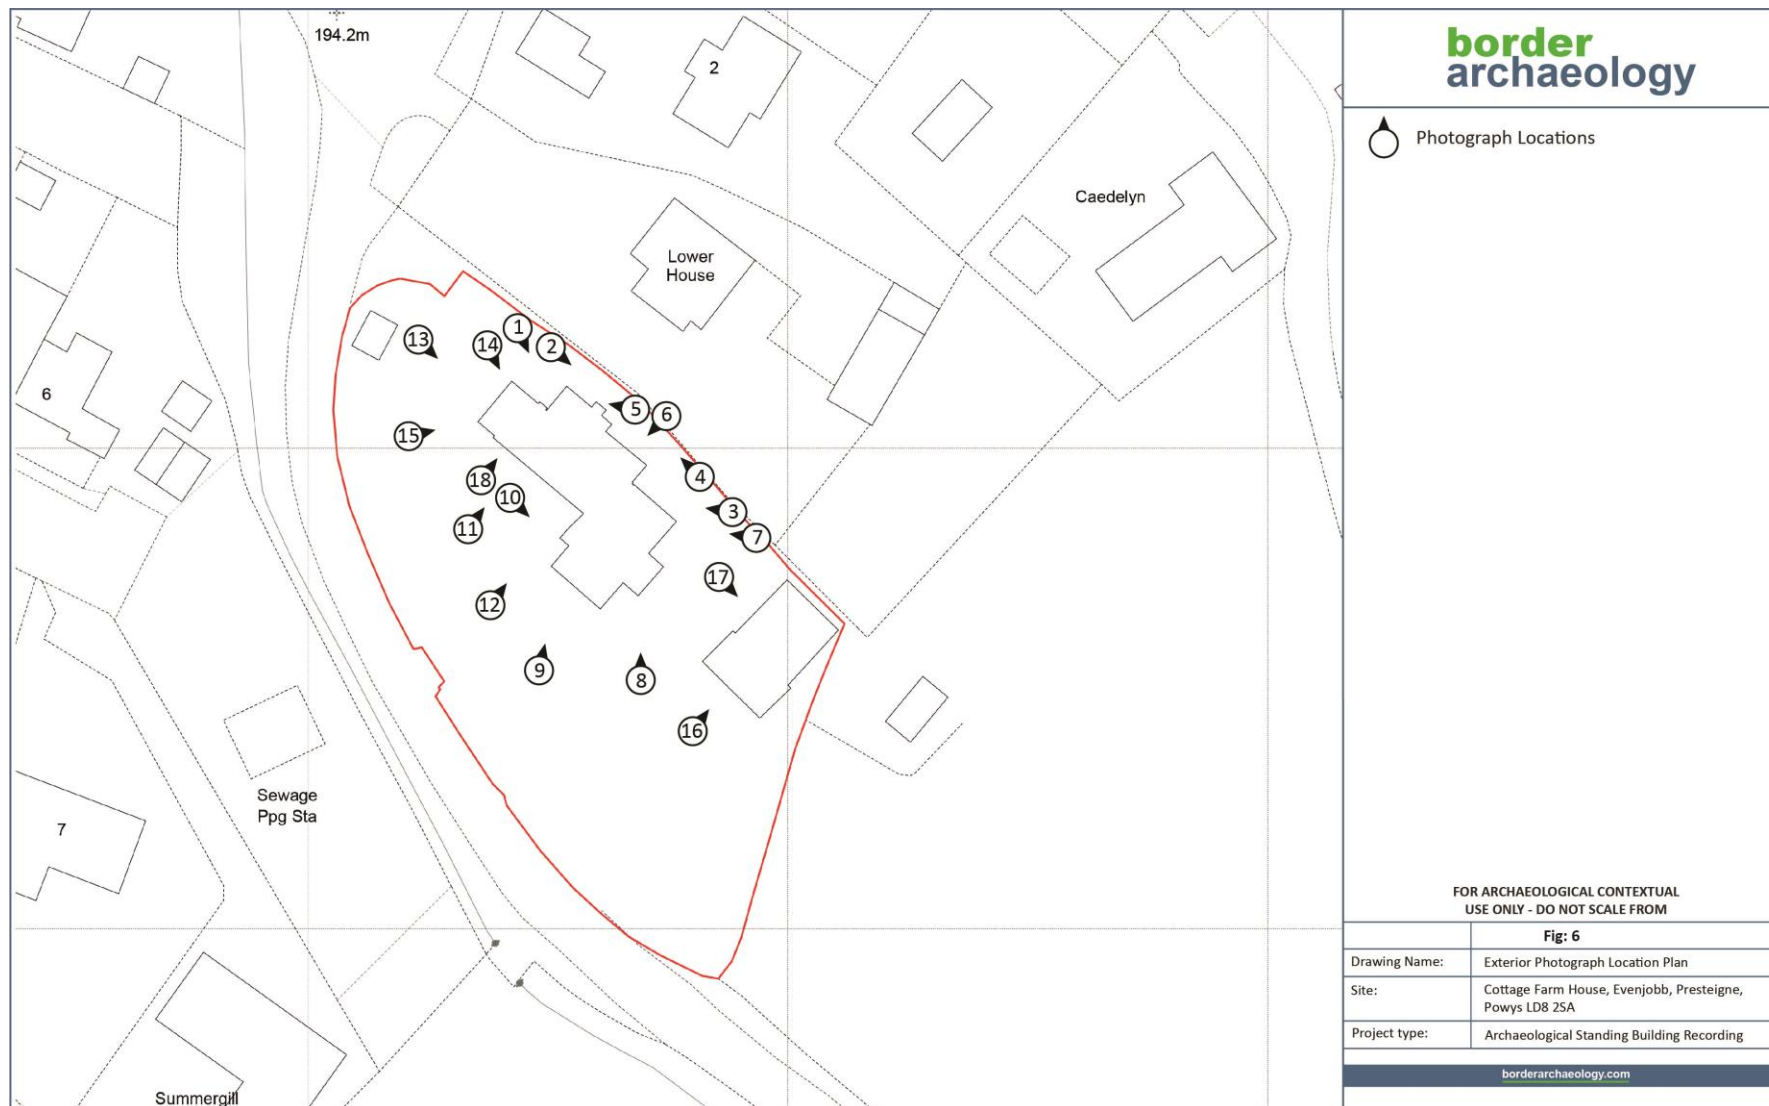 194.2m
2
Caedelyn
Lower
House
1
2
13
14
5
6
6
15
4
18
10
3
11
7
17
12
9
8
16
Sewage
Ppg Sta
7
Summergill
border
archaeology
Photograph Locations
FOR ARCHAEOLOGICAL CONTEXTUAL
USE ONLY - DO NOT SCALE FROM
Fig: 6
Drawing Name: Exterior Photograph Location Plan
Site: Cottage Farm House, Evenjobb, Presteigne,
Powys LD8 2SA
Project type: Archaeological Standing Building Recording
borderarchaeology.com